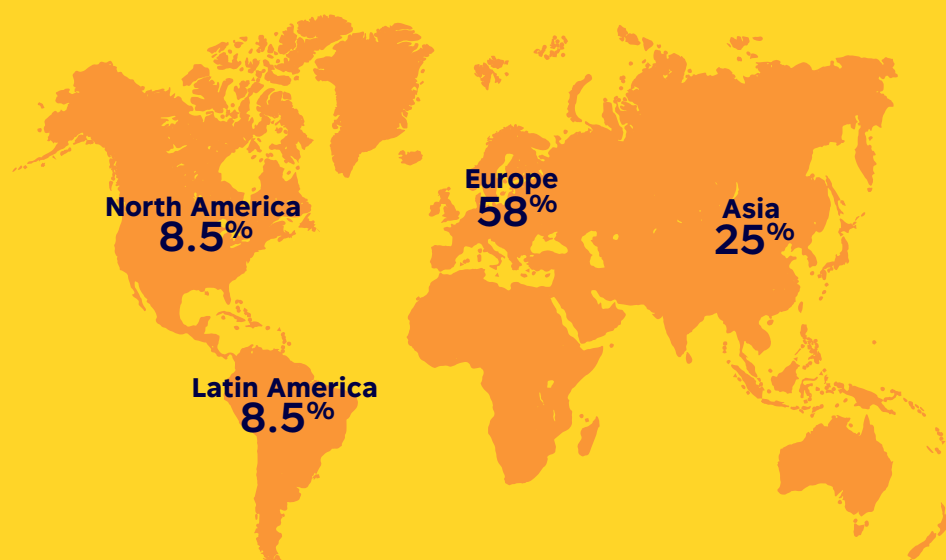 Europe
58%
North America
8.5%
Asia
25%
Latin America
8.5%